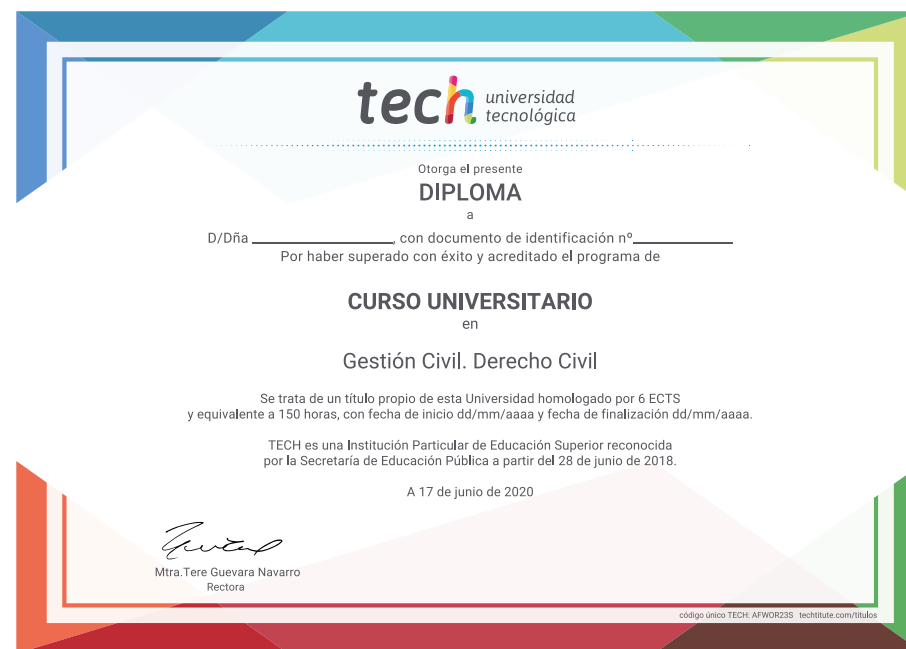 tech universidad
tecnológica
Otorga el presente
DIPLOMA
a
D/Dña ____________________, con documento de identificación nº______________
Por haber superado con éxito y acreditado el programa de
CURSO UNIVERSITARIO
en
Gestión Civil. Derecho Civil
Se trata de un título propio de esta Universidad homologado por 6 ECTS
y equivalente a 150 horas, con fecha de inicio dd/mm/aaaa y fecha de finalización dd/mm/aaaa.
TECH es una Institución Particular de Educación Superior reconocida
por la Secretaría de Educación Pública a partir del 28 de junio de 2018.
A 17 de junio de 2020
Mtra.Tere Guevara Navarro
Rectora
código único TECH: AFWOR23S techtitute.com/titulos